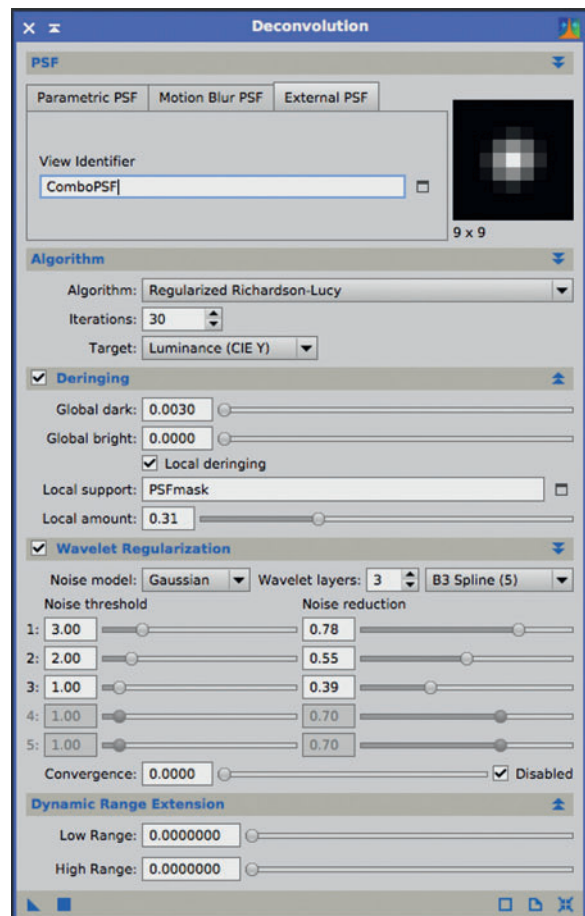 Deconvolution
PSF
Parametric PSF Motion Blur PSF External PSF
View Identifier
ComboPSF
9 x 9
Algorithm
Algorithm: Regularized Richardson-Lucy
Iterations: 30
Target: Luminance (CIE Y)
Deringing
Global dark: 0.0030
Global bright: 0.0000
Local deringing
Local support: PSFmask
Local amount: 0.31
Wavelet Regularization
Noise model: Gaussian Wavelet layers: 3 B3 Spline (5)
Noise threshold Noise reduction
1: 3.00 0.78
2: 2.00 0.55
3: 1.00 0.39
4: 1.00 0.70
5: 1.00 0.70
Convergence: 0.0000 Disabled
Dynamic Range Extension
Low Range: 0.0000000
High Range: 0.0000000